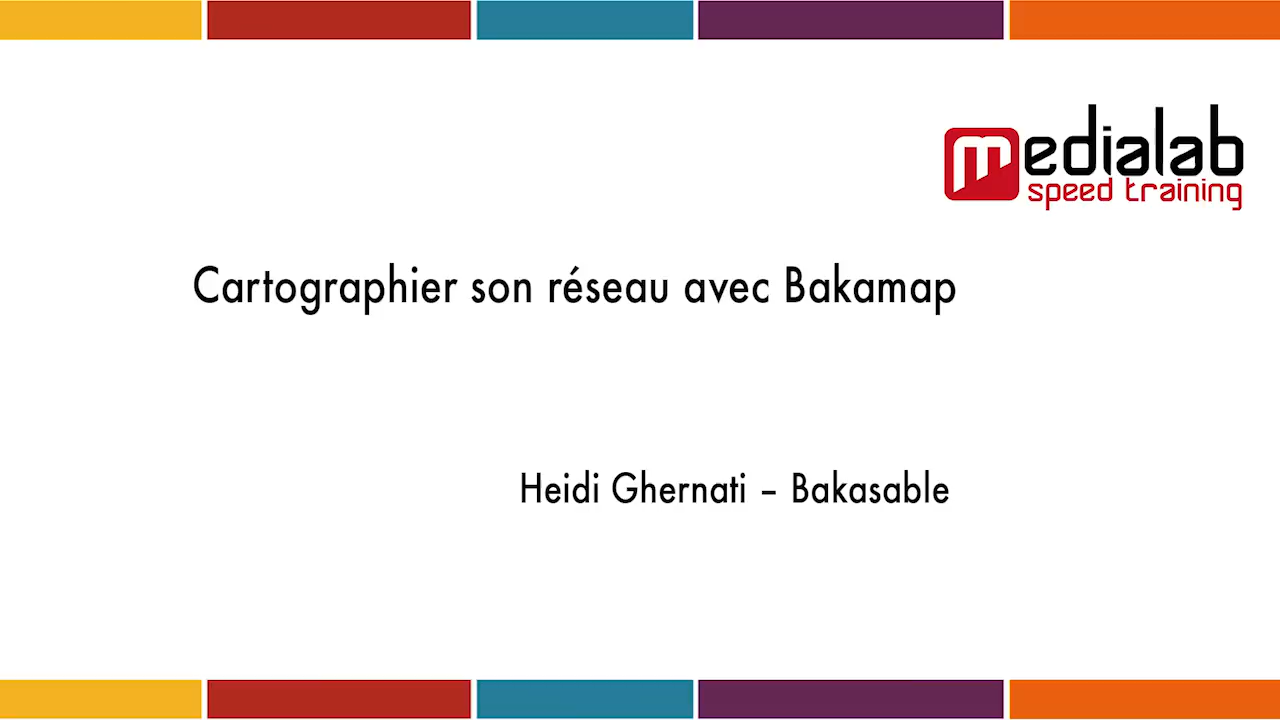 medialab
speed training
Cartographier son réseau avec Bakamap
Heidi Ghernati – Bakasable